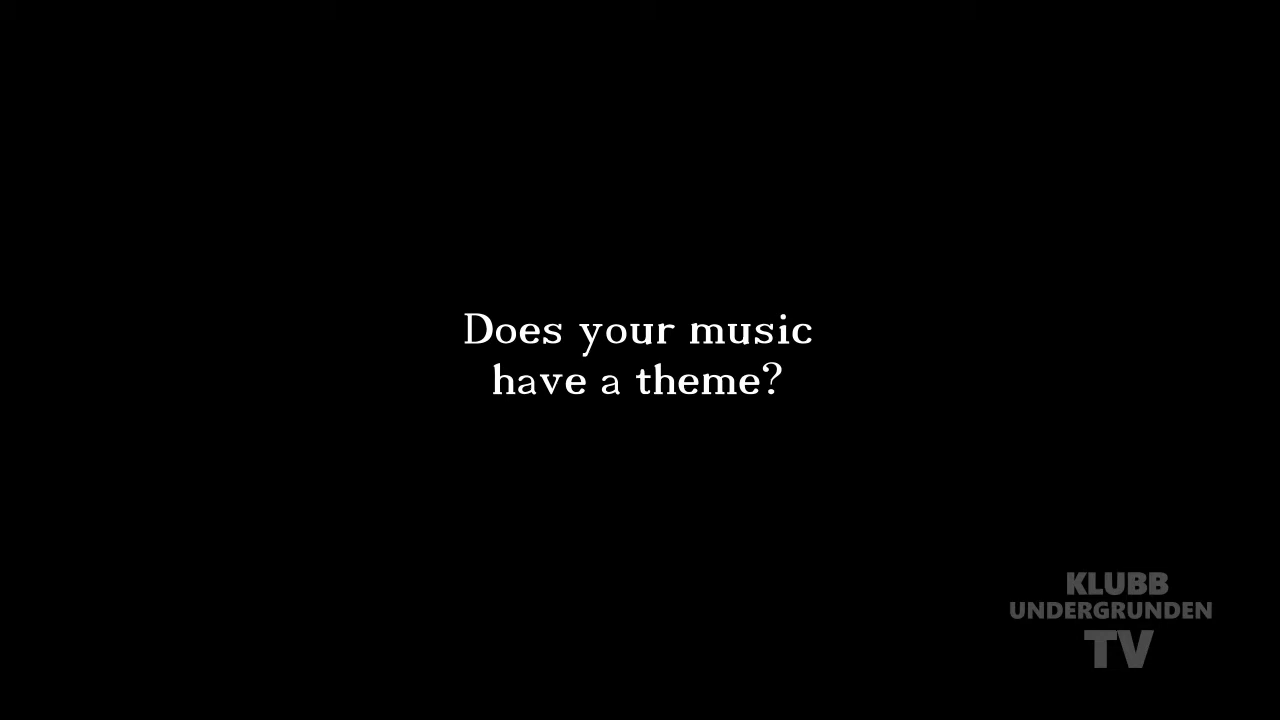 Does your music
have a theme?
KLUBB
UNDERGRUNDEN
TV